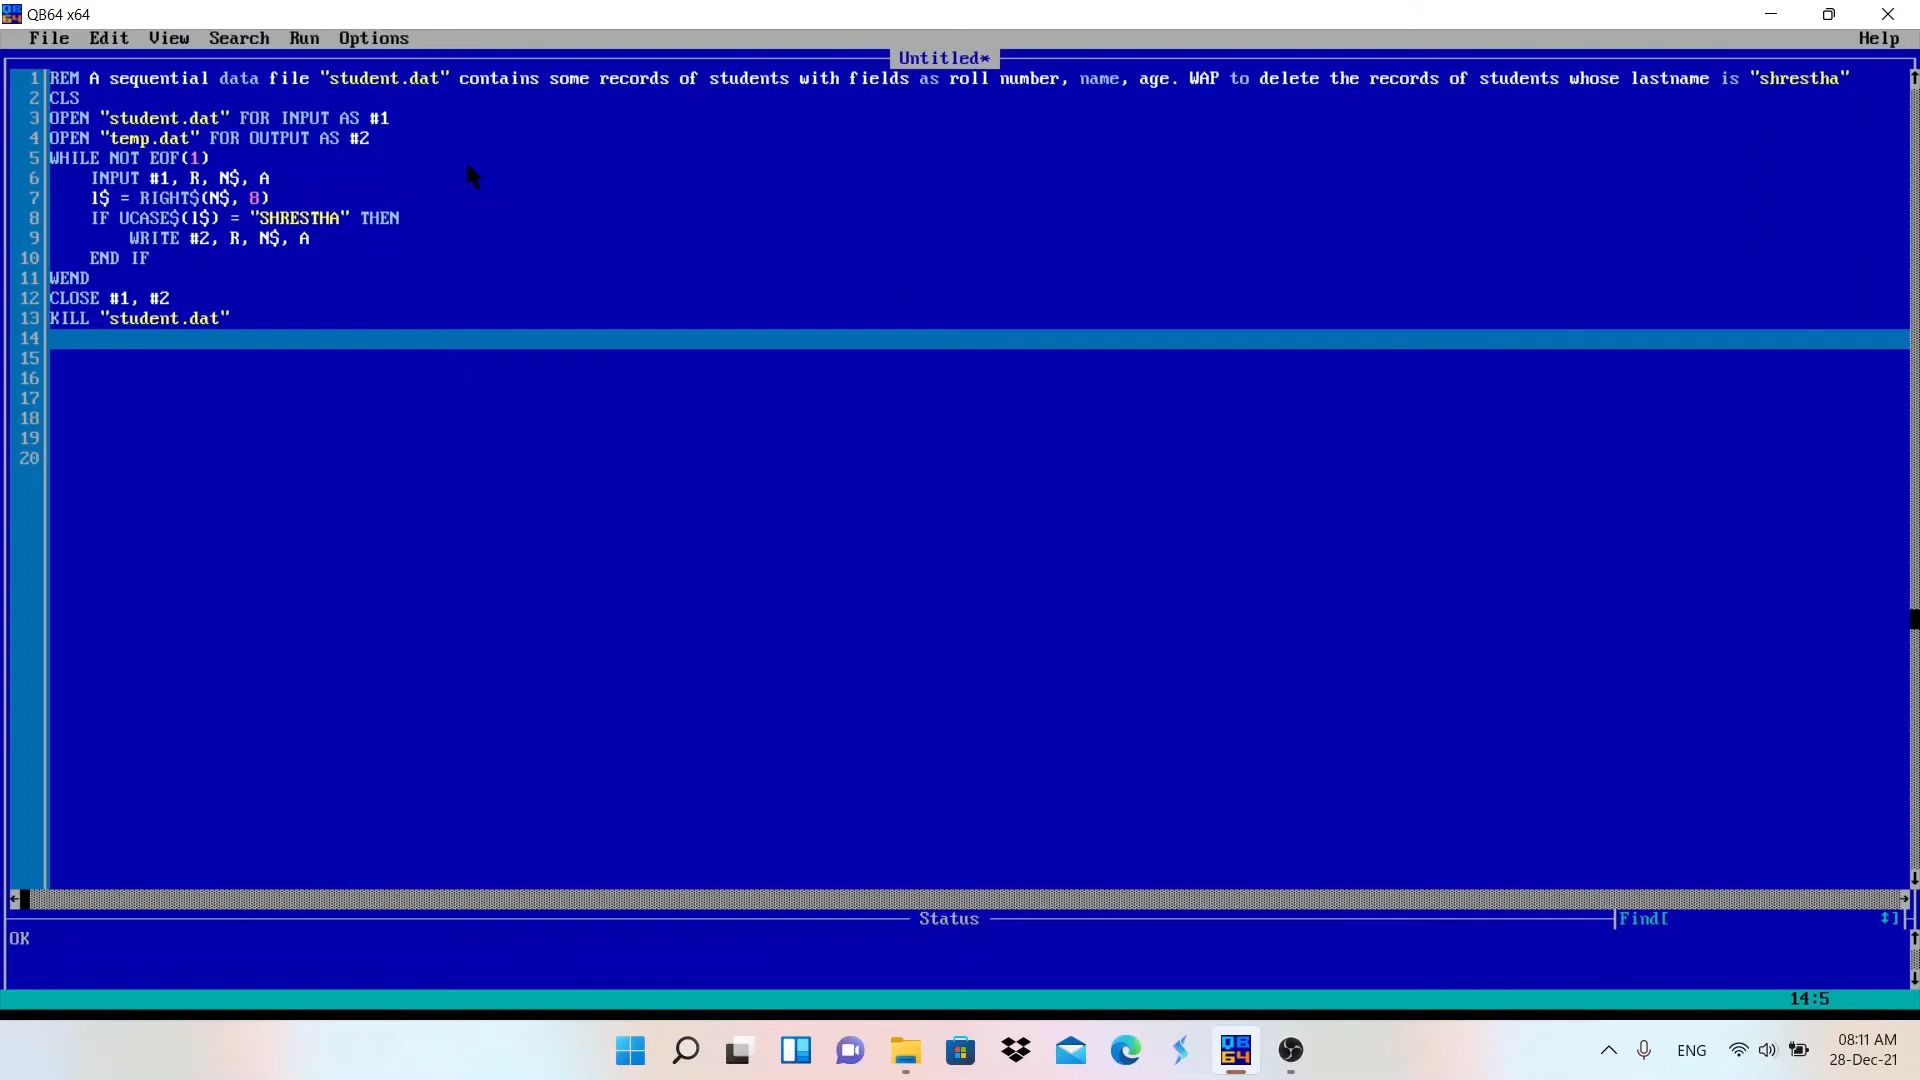 QB64 x64
File Edit View Search Run Options Help
Untitled*
1 REM A sequential data file "student.dat" contains some records of students with fields as roll number, name, age. WAP to delete the records of students whose lastname is "shrestha"
2 CLS
3 OPEN "student.dat" FOR INPUT AS #1
4 OPEN "temp.dat" FOR OUTPUT AS #2
5 WHILE NOT EOF(1)
6 INPUT #1, R, N$, A
7 l$ = RIGHT$(N$, 8)
8 IF UCASE$(l$) = "SHRESTHA" THEN
9 WRITE #2, R, N$, A
10 END IF
11 WEND
12 CLOSE #1, #2
13 KILL "student.dat"
14
15
16
17
18
19
20
Status Find[ ]
OK
14:5
ENG 08:11 AM
28-Dec-21